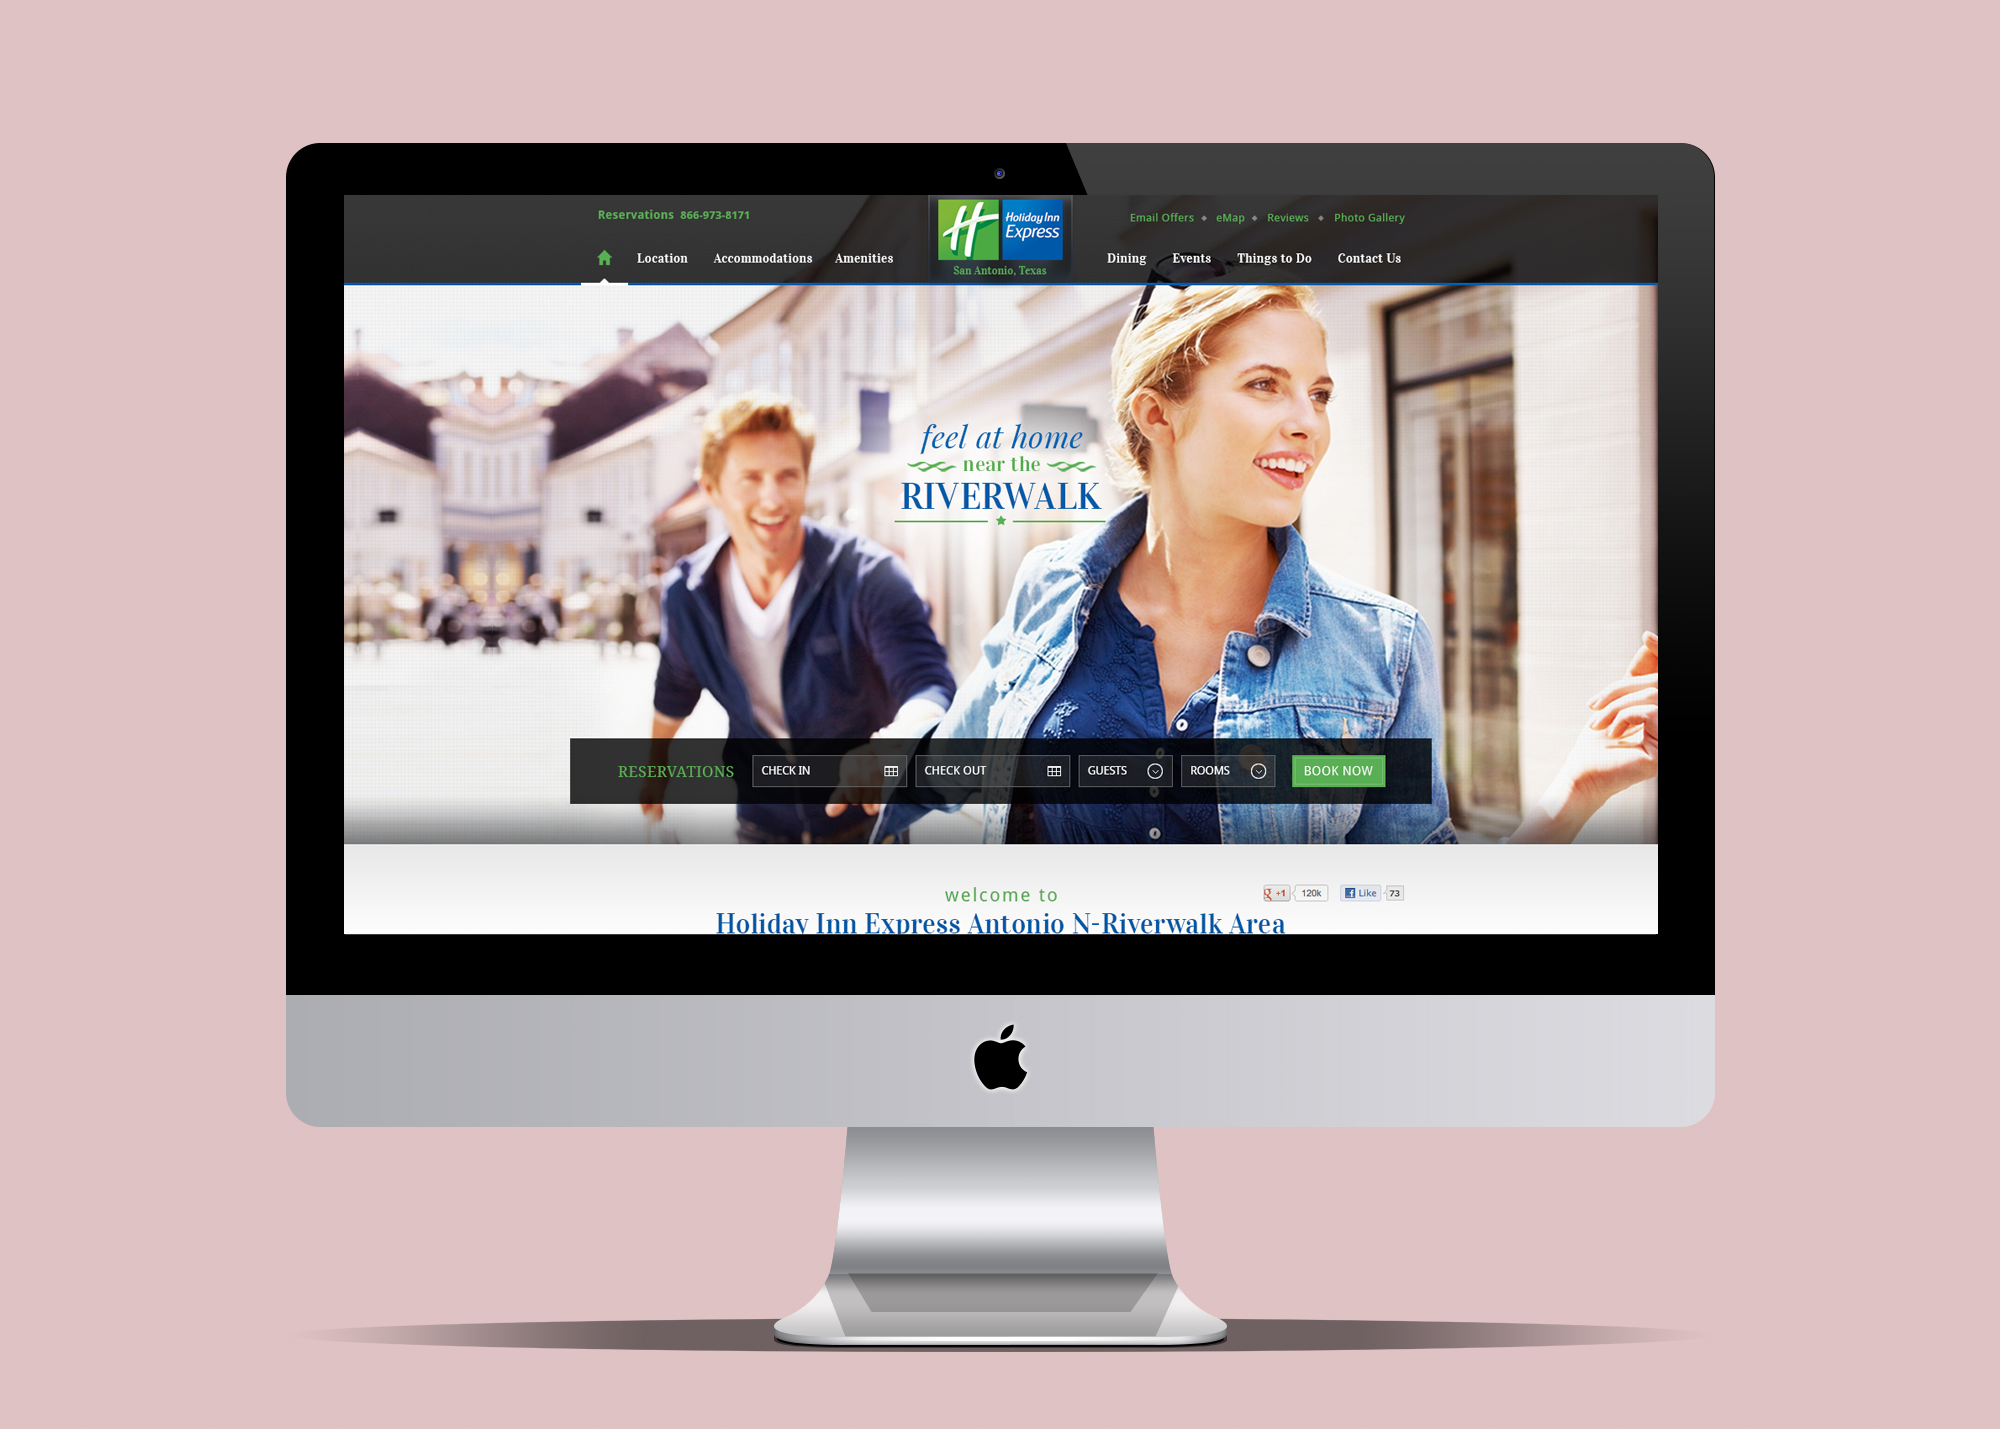 Reservations 866-973-8171
Email Offers ◆ eMap ◆ Reviews ◆ Photo Gallery
Holiday Inn
Express
San Antonio, Texas
Location Accommodations Amenities
Dining Events Things to Do Contact Us
feel at home
near the
RIVERWALK
RESERVATIONS CHECK IN CHECK OUT GUESTS ROOMS BOOK NOW
welcome to
g +1 120k Like 73
Holiday Inn Express Antonio N-Riverwalk Area